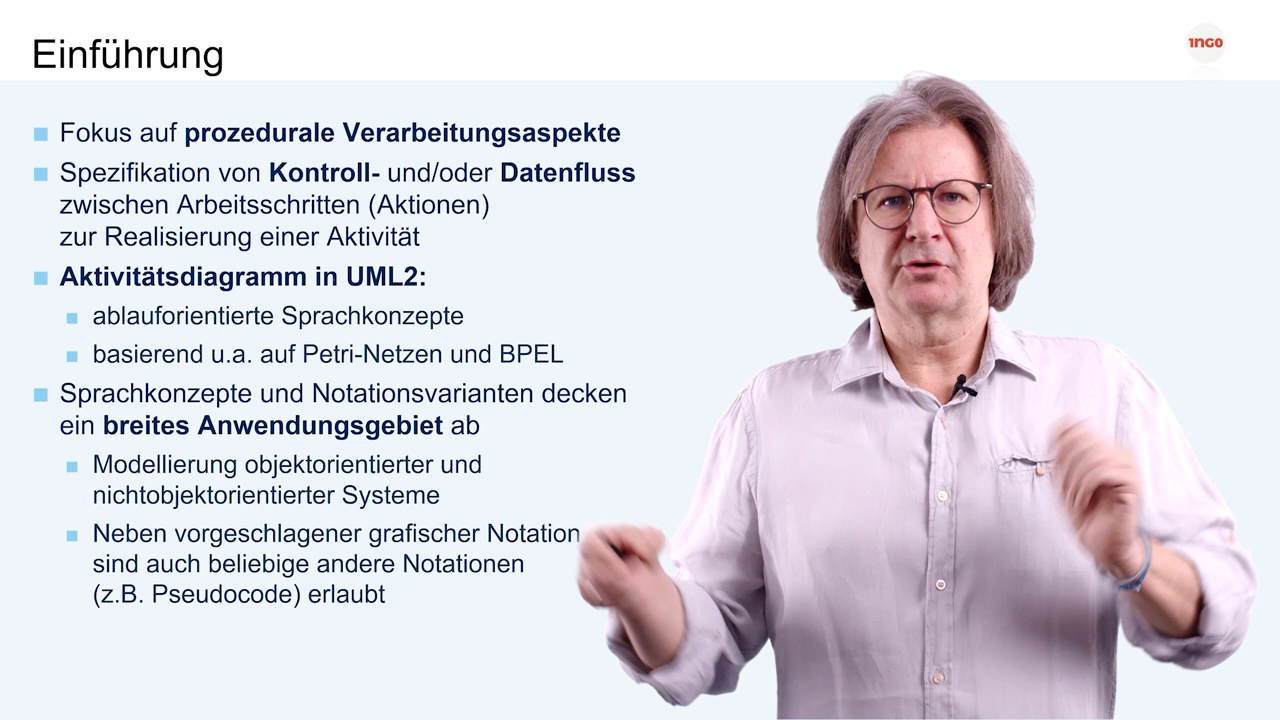 Einführung
1NGO
Fokus auf prozedurale Verarbeitungsaspekte
Spezifikation von Kontroll- und/oder Datenfluss
zwischen Arbeitsschritten (Aktionen)
zur Realisierung einer Aktivität
Aktivitätsdiagramm in UML2:
ablauforientierte Sprachkonzepte
basierend u.a. auf Petri-Netzen und BPEL
Sprachkonzepte und Notationsvarianten decken
ein breites Anwendungsgebiet ab
Modellierung objektorientierter und
nichtobjektorientierter Systeme
Neben vorgeschlagener grafischer Notation
sind auch beliebige andere Notationen
(z.B. Pseudocode) erlaubt